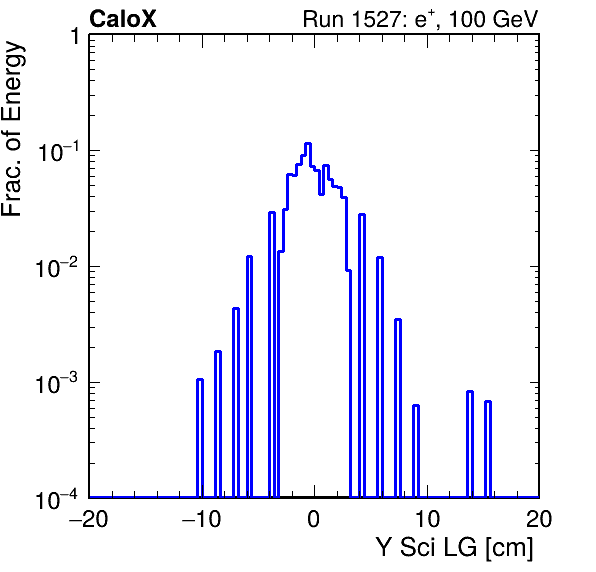 CaloX Run 1527: e⁺, 100 GeV
Frac. of Energy
1
10⁻¹
10⁻²
10⁻³
10⁻⁴
−20 −10 0 10 20
Y Sci LG [cm]